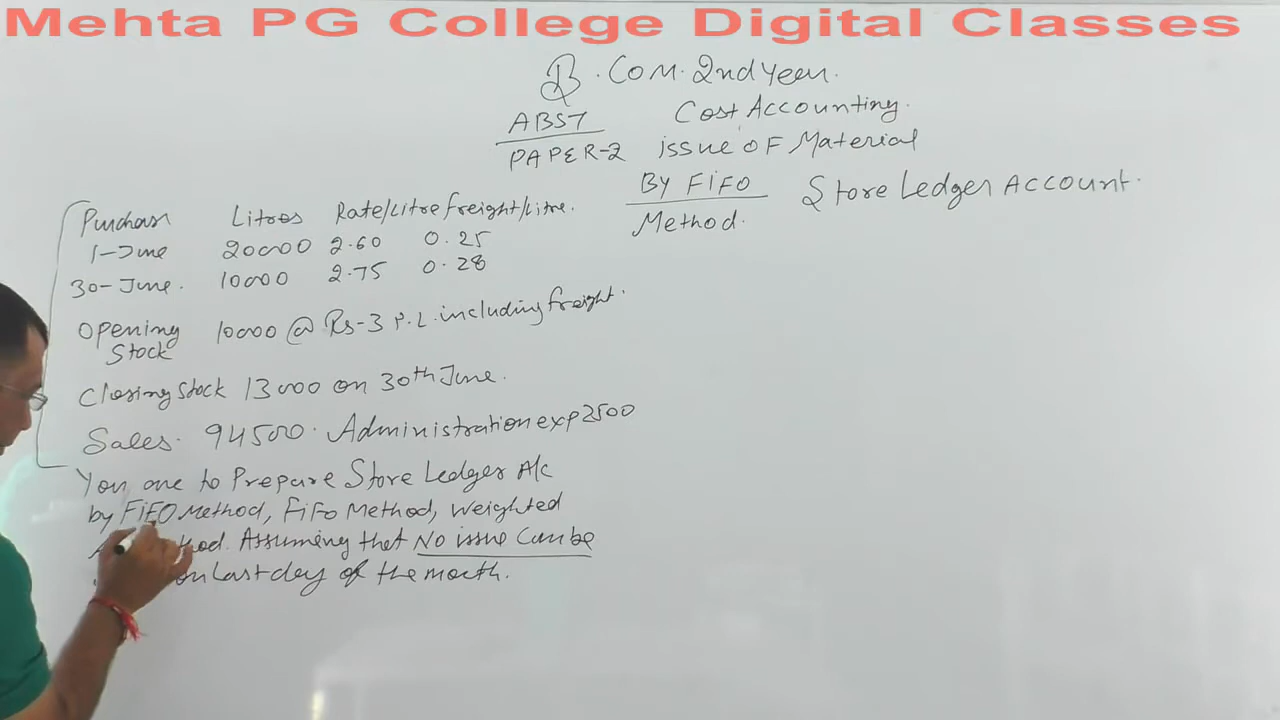 Mehta PG College Digital Classes
B. Com. 2nd Year.
ABST
PAPER-2
Cost Accounting.
issue OF Material
By FiFO
Method.
Store Ledger Account.
Purchase Litres Rate/Litre freight/Litre.
1-June 20000 2.60 0.25
30-June. 10000 2.75 0.28
Opening Stock 10000 @ Rs-3 P.L. including freight.
Closing Stock 13000 on 30th June.
Sales. 94500. Administration exp 2500
You are to Prepare Store Ledger A/c
by FiFO Method, FiFo Method, Weighted
Assuming that No issue Can be
on Last day of the month.